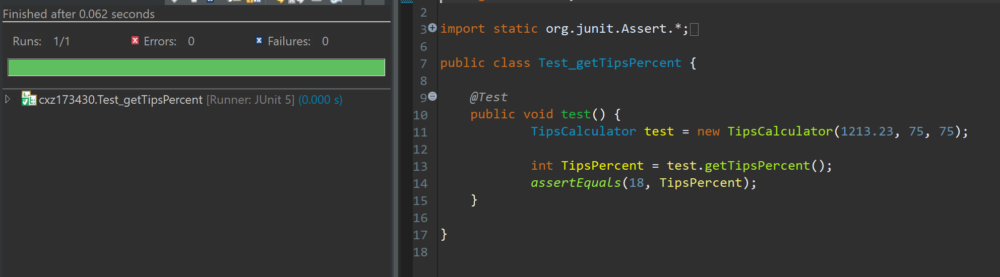 Finished after 0.062 seconds
Runs: 1/1 Errors: 0 Failures: 0
cxz173430.Test_getTipsPercent [Runner: JUnit 5] (0.000 s)
2
3 import static org.junit.Assert.*;
6
7 public class Test_getTipsPercent {
8
9 @Test
10 public void test() {
11 TipsCalculator test = new TipsCalculator(1213.23, 75, 75);
12
13 int TipsPercent = test.getTipsPercent();
14 assertEquals(18, TipsPercent);
15 }
16
17 }
18